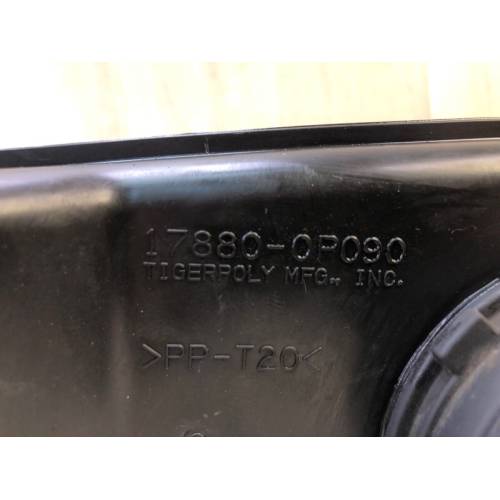 17880-0P090
TIGERPOLY MFG., INC.
>PP-T20<